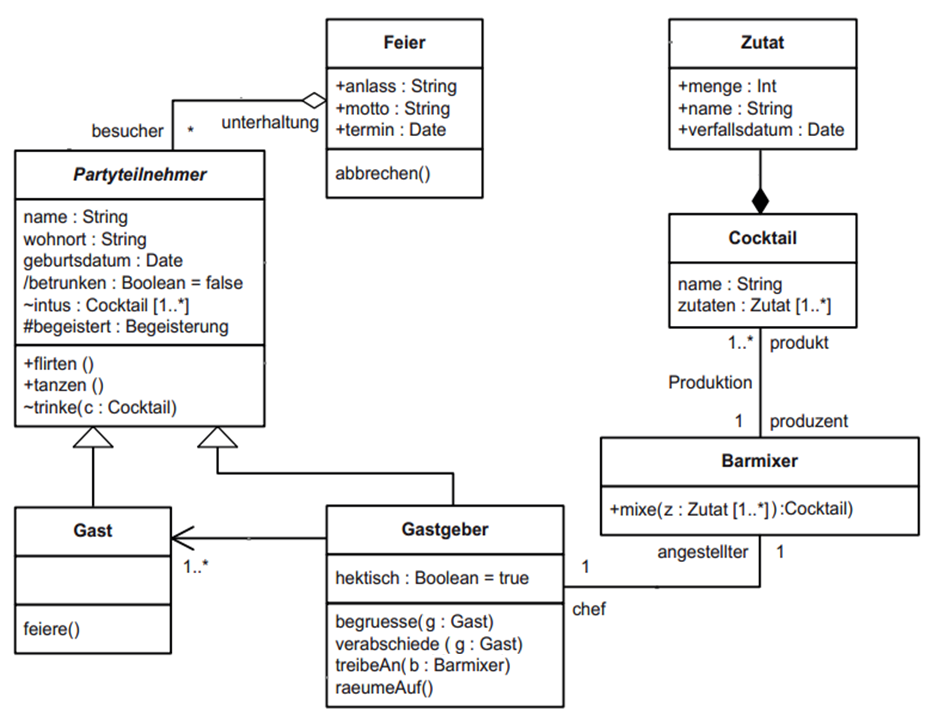 Feier
+anlass : String
+motto : String
+termin : Date
abbrechen()
Zutat
+menge : Int
+name : String
+verfallsdatum : Date
besucher
*
unterhaltung
Partyteilnehmer
name : String
wohnort : String
geburtsdatum : Date
/betrunken : Boolean = false
~intus : Cocktail [1..*]
#begeistert : Begeisterung
+flirten ()
+tanzen ()
~trinke(c : Cocktail)
Cocktail
name : String
zutaten : Zutat [1..*]
1..*
produkt
Produktion
1
produzent
Barmixer
+mixe(z : Zutat [1..*]):Cocktail)
angestellter
1
Gast
feiere()
1..*
Gastgeber
hektisch : Boolean = true
begruesse( g : Gast)
verabschiede ( g : Gast)
treibeAn( b : Barmixer)
raeumeAuf()
1
chef